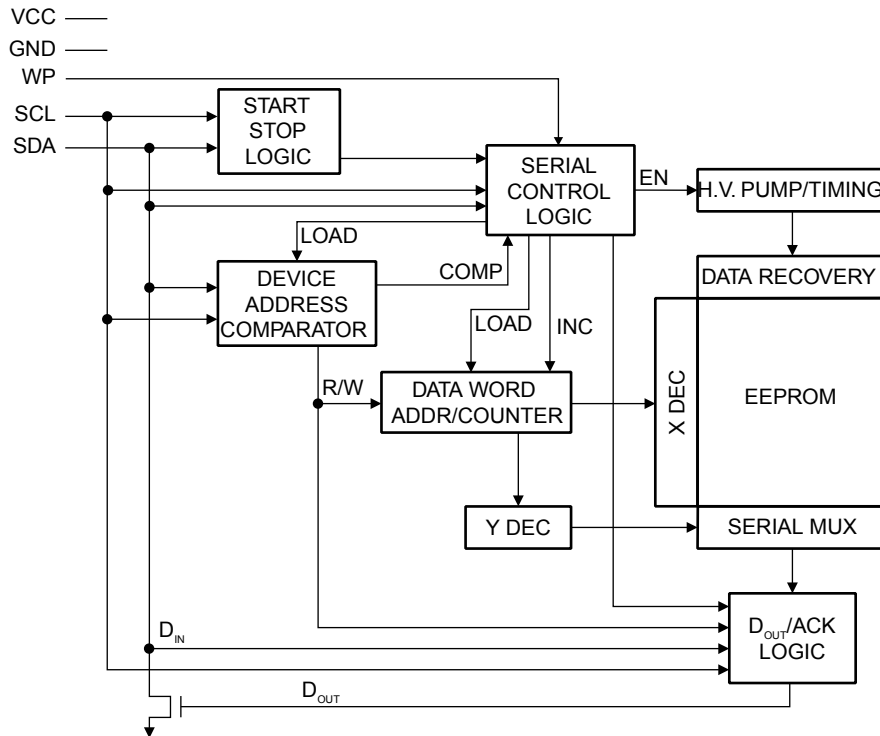 VCC
GND
WP
SCL
SDA
START
STOP
LOGIC
SERIAL
CONTROL
LOGIC
EN
H.V. PUMP/TIMING
LOAD
COMP
DEVICE
ADDRESS
COMPARATOR
DATA RECOVERY
LOAD
INC
R/W
DATA WORD
ADDR/COUNTER
X DEC
EEPROM
Y DEC
SERIAL MUX
DIN
DOUT/ACK
LOGIC
DOUT